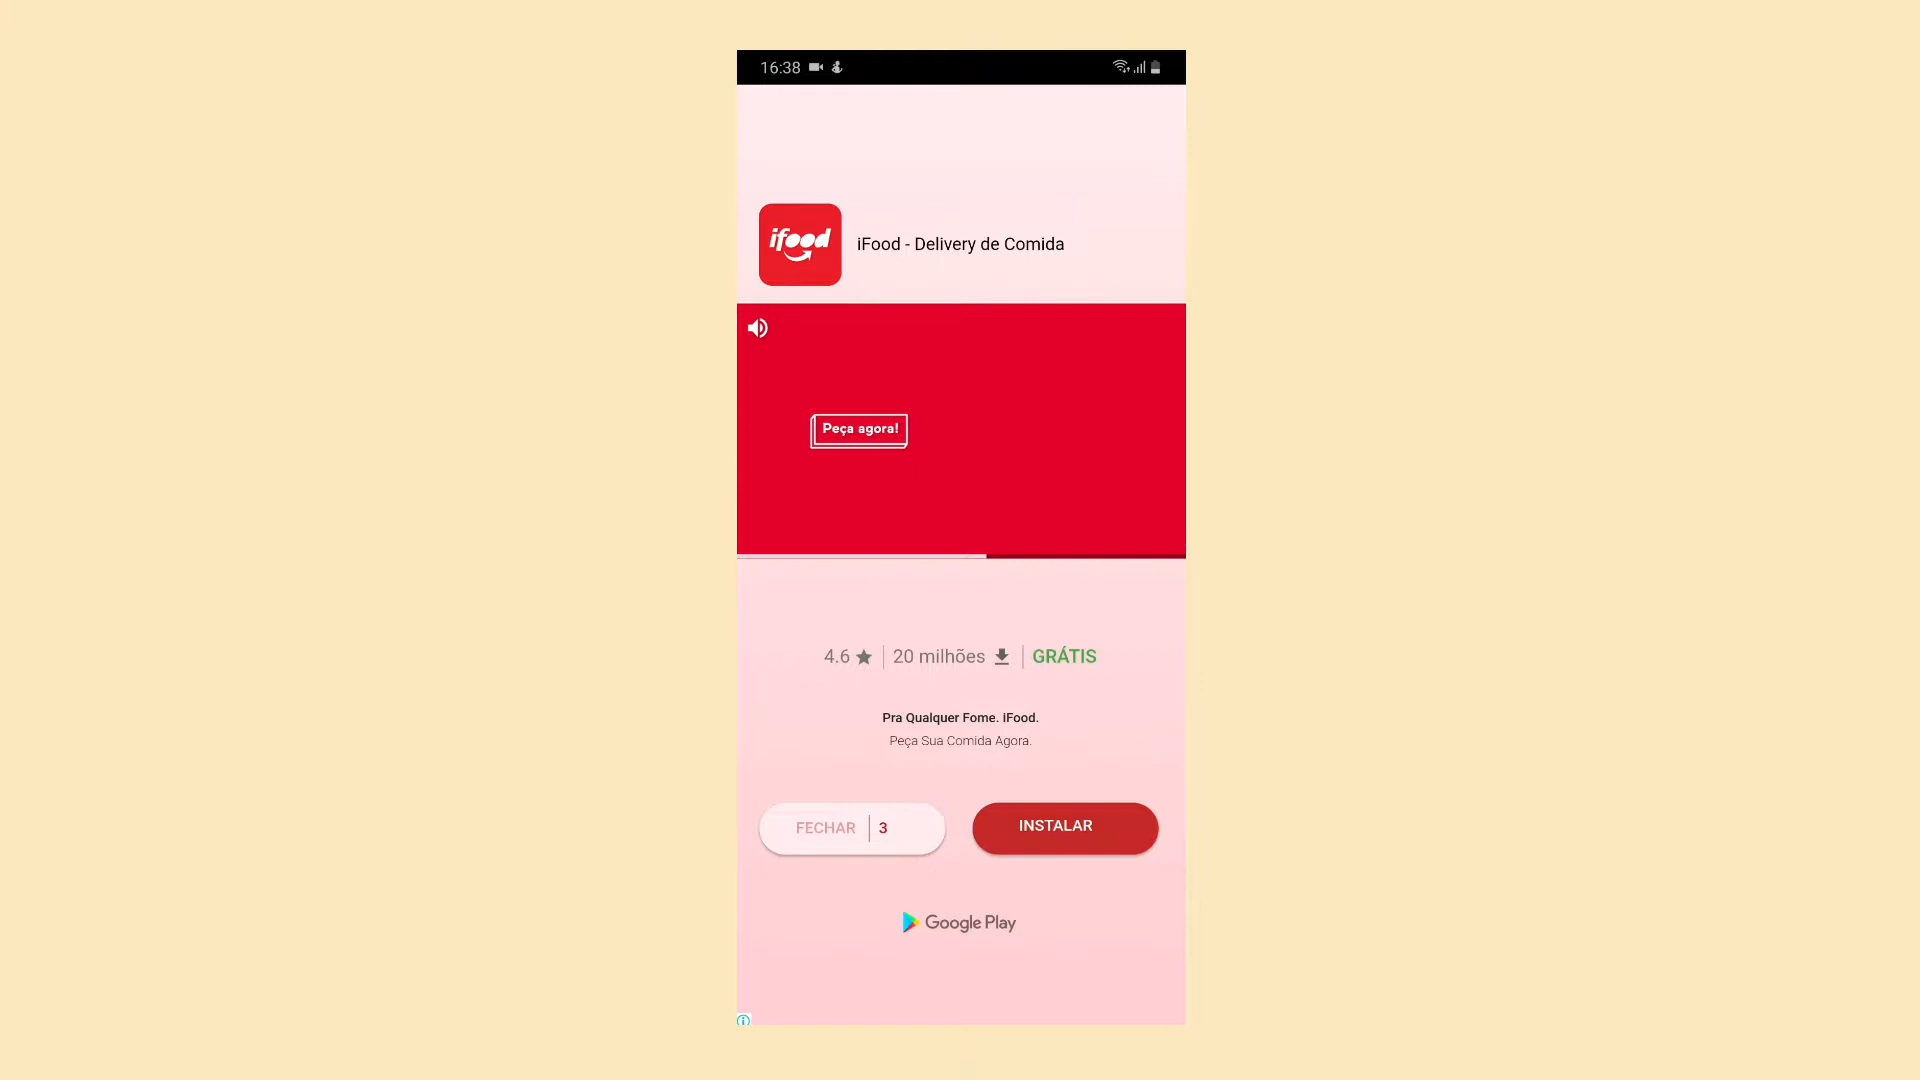 16:38
ifood
iFood - Delivery de Comida
Peça agora!
4.6 20 milhões GRÁTIS
Pra Qualquer Fome. iFood.
Peça Sua Comida Agora.
FECHAR 3 INSTALAR
Google Play